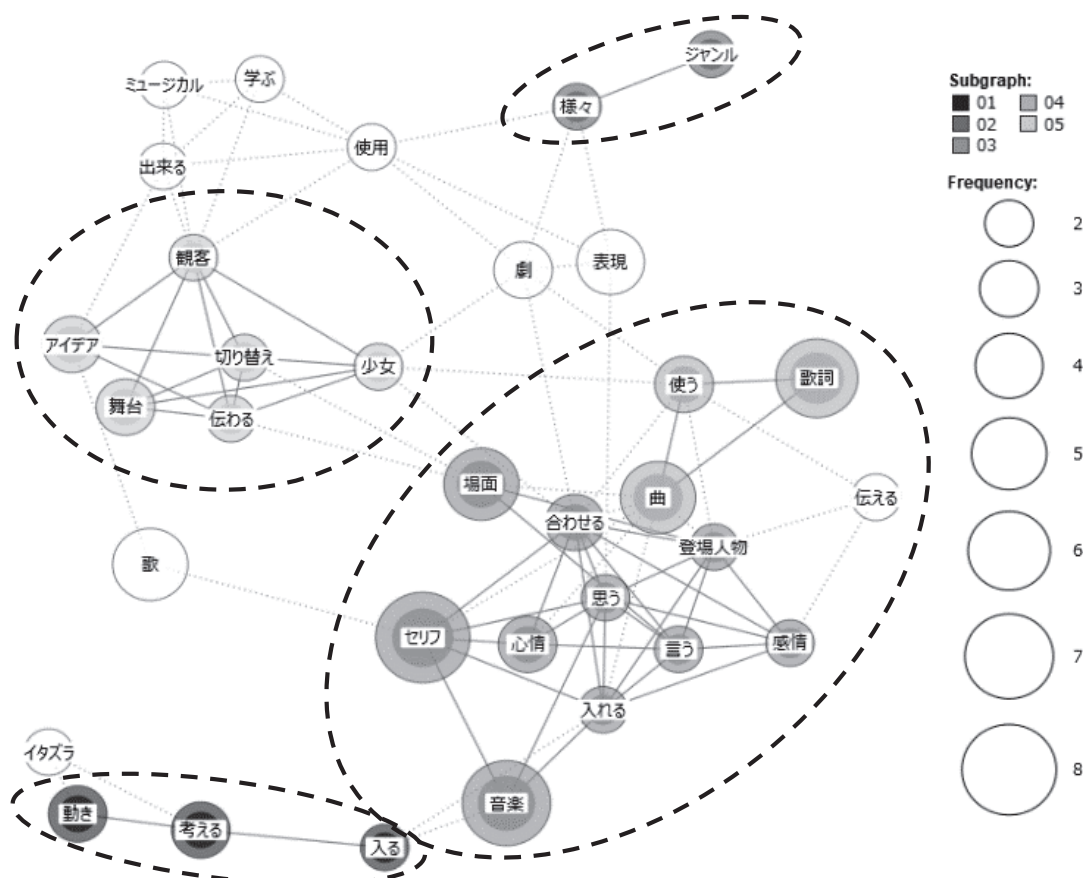 ジャンル
ミュージカル
学ぶ
様々
使用
出来る
観客
劇
表現
アイデア
切り替え
少女
使う
歌詞
舞台
伝わる
場面
曲
伝える
合わせる
登場人物
歌
思う
セリフ
心情
言う
感情
入れる
イタズラ
音楽
動き
考える
入る
Subgraph:
01 04
02 05
03
Frequency:
2
3
4
5
6
7
8